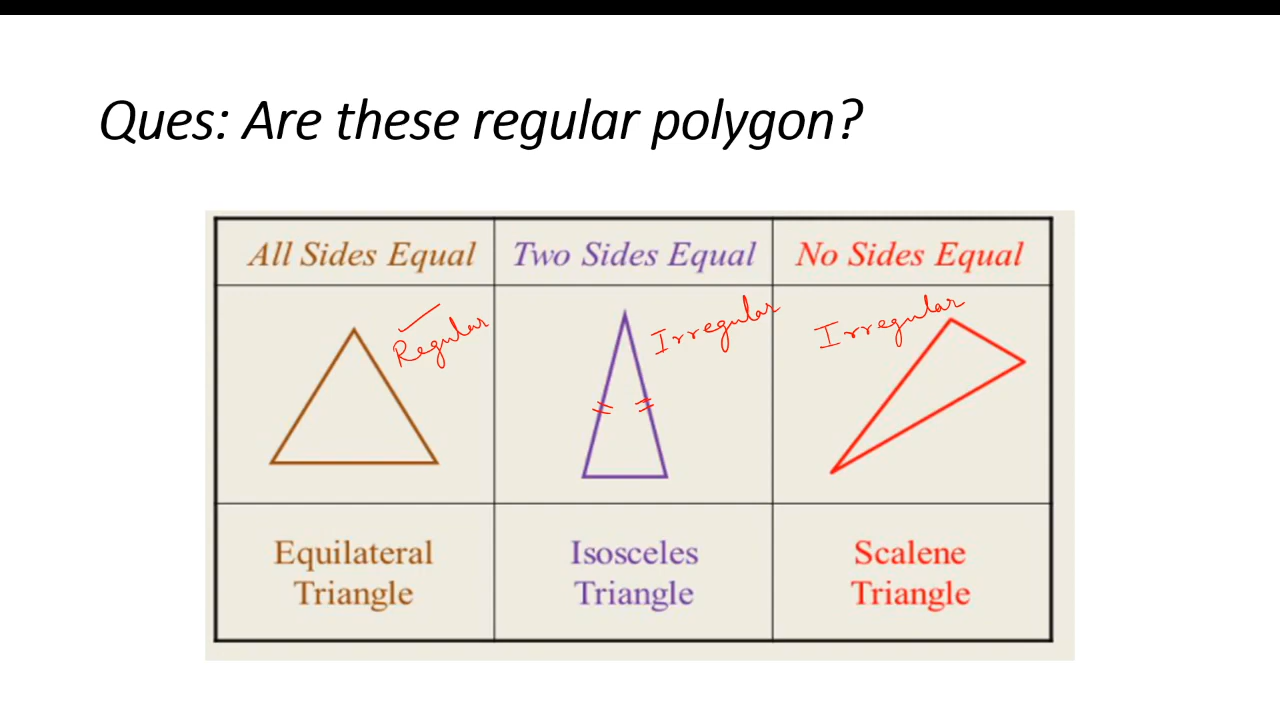 Ques: Are these regular polygon?
All Sides Equal
Two Sides Equal
No Sides Equal
Regular
Irregular
Irregular
Equilateral
Triangle
Isosceles
Triangle
Scalene
Triangle